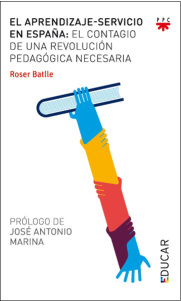 EL APRENDIZAJE-SERVICIO
EN ESPAÑA: EL CONTAGIO
DE UNA REVOLUCIÓN
PEDAGÓGICA NECESARIA
Roser Batlle
PPC
PRÓLOGO DE
JOSÉ ANTONIO
MARINA
EDUCAR